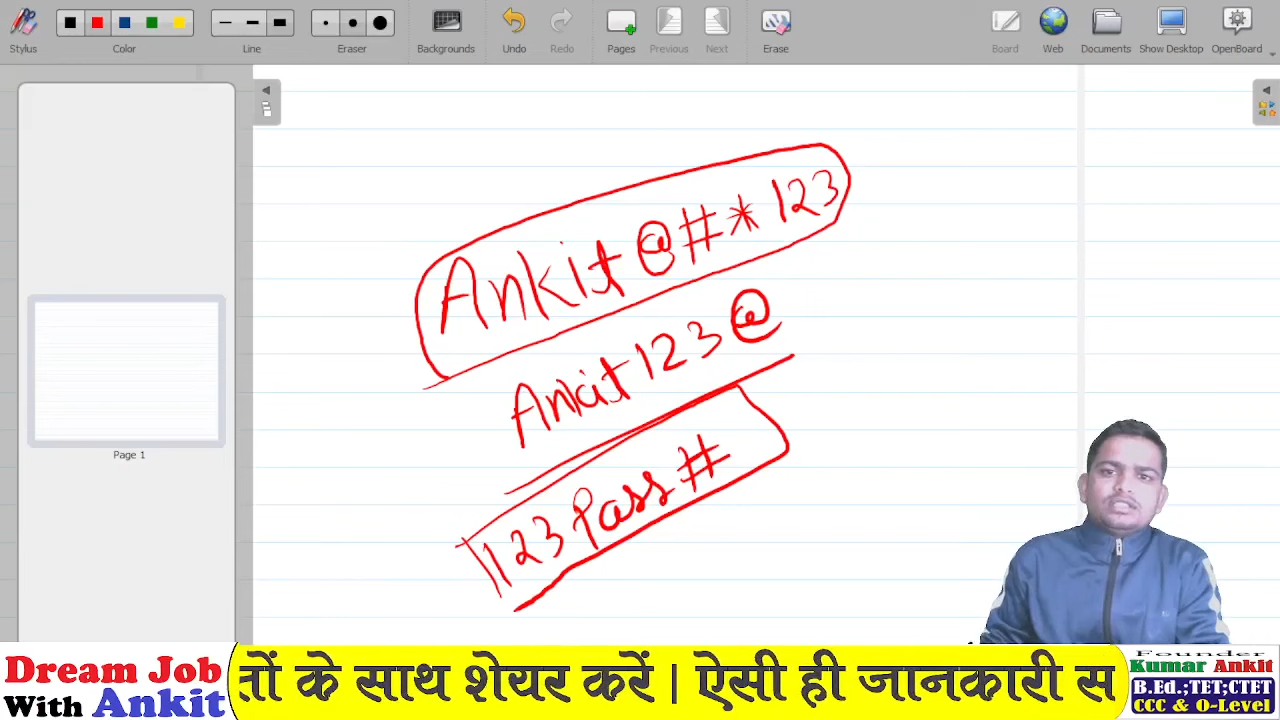 Stylus
Color
Line
Eraser
Backgrounds
Undo
Redo
Pages
Previous
Next
Erase
Board
Web
Documents
Show Desktop
OpenBoard
Ankit @#*123
Ankit123@
123Pass#
Page 1
Dream Job
With Ankit
तों के साथ शेयर करें | ऐसी ही जानकारी स
Founder
Kumar Ankit
B.Ed.;TET;CTET
CCC & O-Level